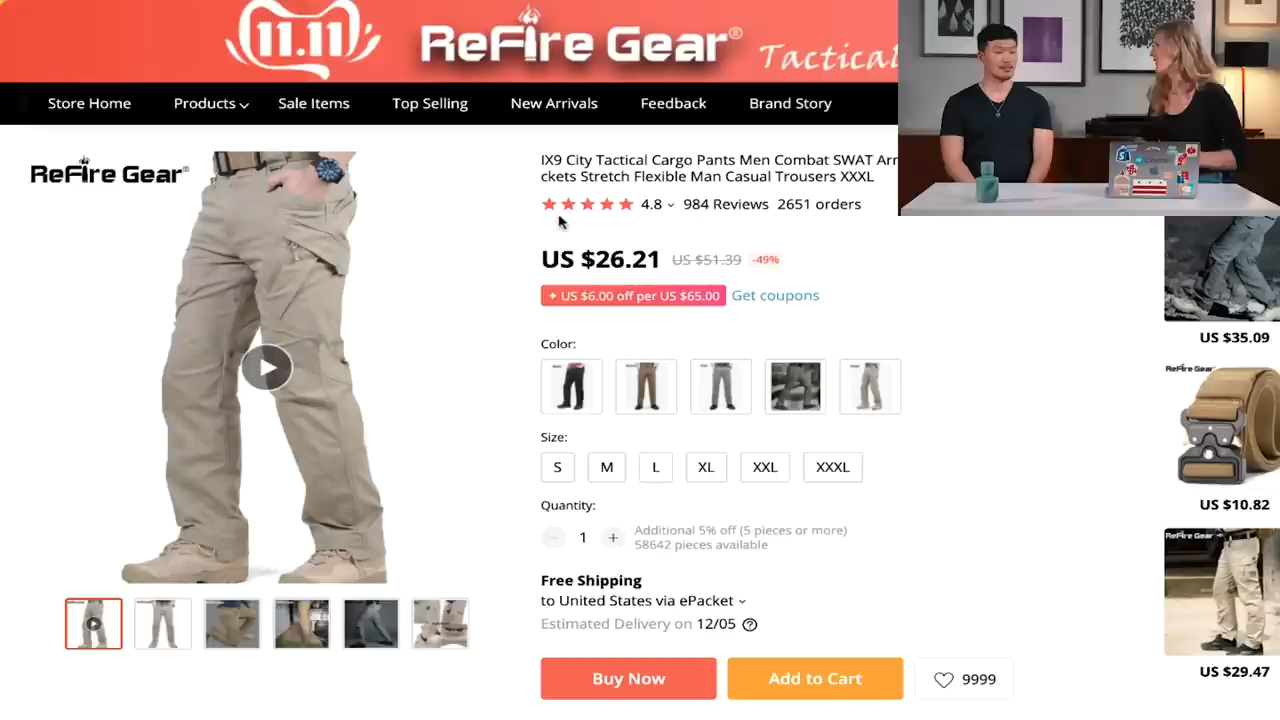 11.11 ReFire Gear® Tactical
Store Home Products Sale Items Top Selling New Arrivals Feedback Brand Story
ReFire Gear®
IX9 City Tactical Cargo Pants Men Combat SWAT Arr
ckets Stretch Flexible Man Casual Trousers XXXL
4.8 984 Reviews 2651 orders
US $26.21 US $51.39 -49%
+ US $6.00 off per US $65.00 Get coupons
Color:
Size:
S M L XL XXL XXXL
Quantity:
1 + Additional 5% off (5 pieces or more)
58642 pieces available
Free Shipping
to United States via ePacket
Estimated Delivery on 12/05
Buy Now Add to Cart 9999
US $35.09
ReFire Gear
US $10.82
ReFire Gear
US $29.47